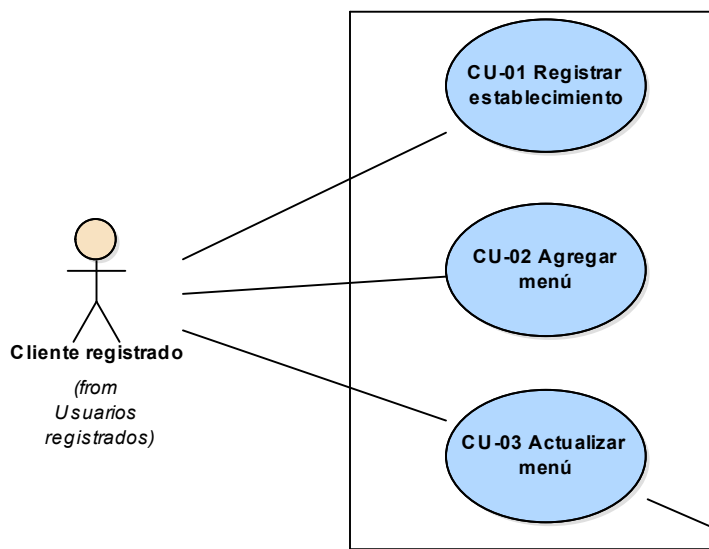 CU-01 Registrar
establecimiento
CU-02 Agregar
menú
Cliente registrado
(from
Usuarios
registrados)
CU-03 Actualizar
menú